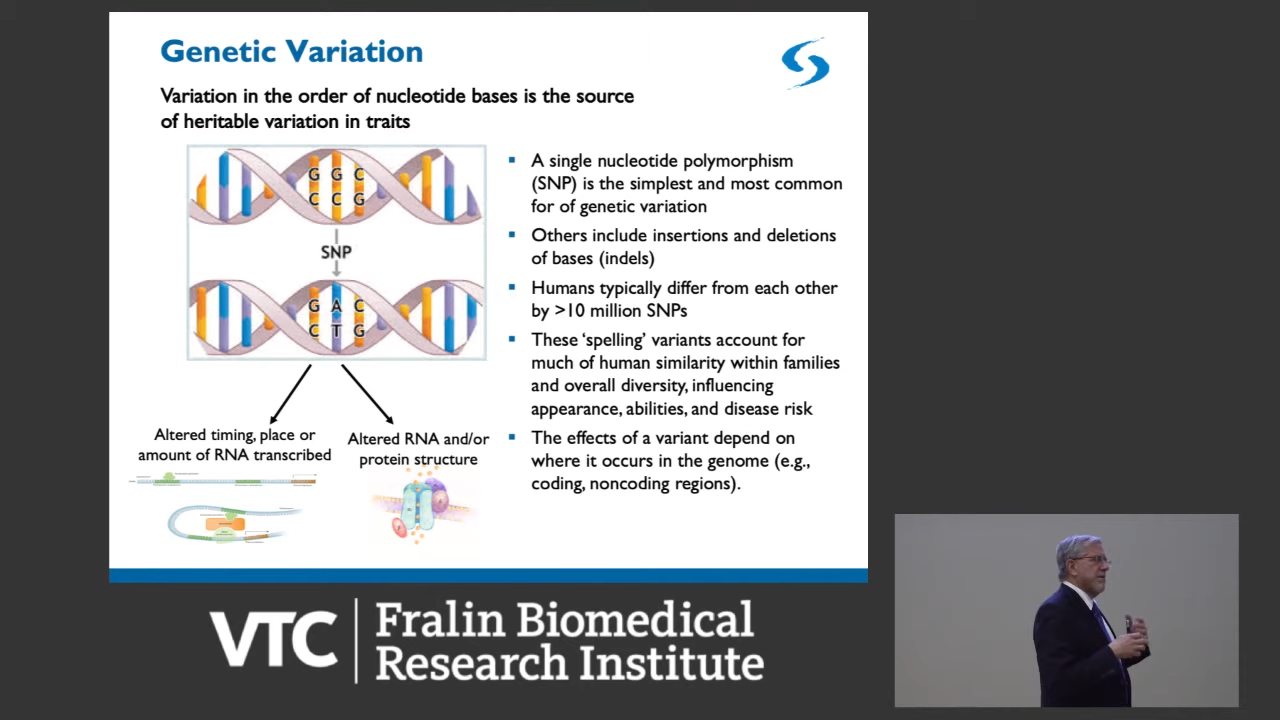 Genetic Variation
Variation in the order of nucleotide bases is the source
of heritable variation in traits
G G C
C C G
SNP
G A C
C T G
Altered timing, place or
amount of RNA transcribed
Altered RNA and/or
protein structure
A single nucleotide polymorphism
(SNP) is the simplest and most common
for of genetic variation
Others include insertions and deletions
of bases (indels)
Humans typically differ from each other
by >10 million SNPs
These ‘spelling’ variants account for
much of human similarity within families
and overall diversity, influencing
appearance, abilities, and disease risk
The effects of a variant depend on
where it occurs in the genome (e.g.,
coding, noncoding regions).
VTC
Fralin Biomedical
Research Institute